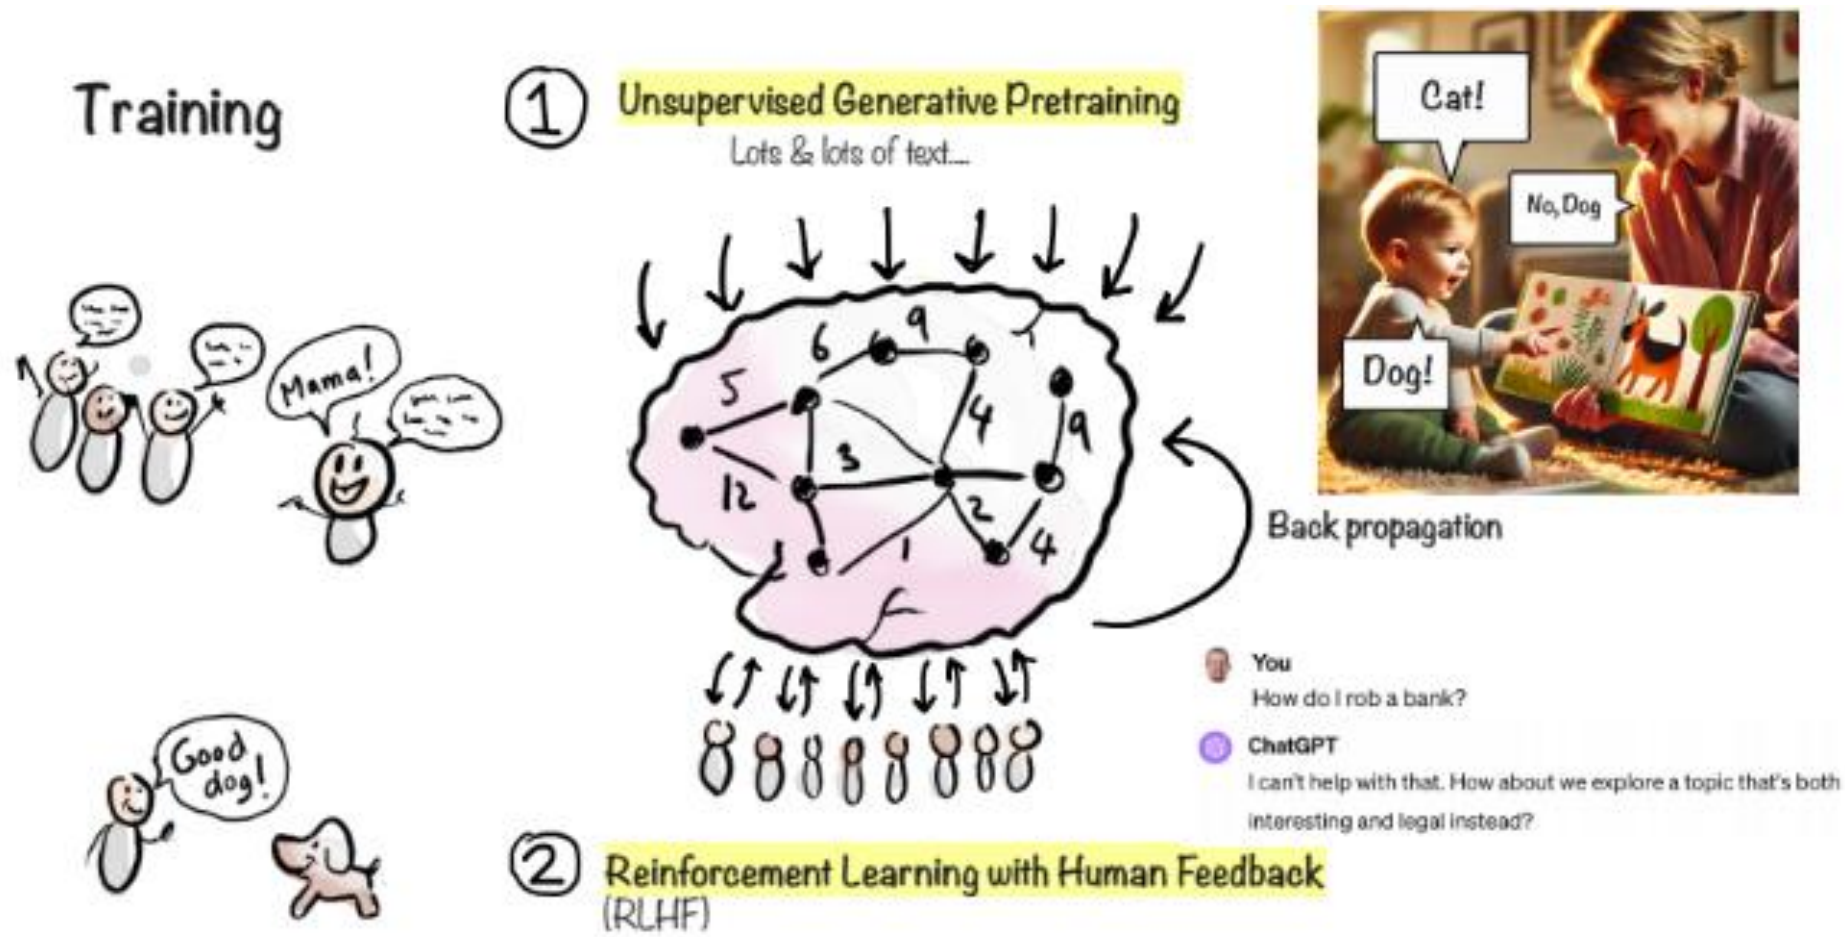 Training
1
Unsupervised Generative Pretraining
Lots & lots of text....
Cat!
No, Dog
Dog!
Mama!
6
9
5
4
9
3
12
2
1
4
Back propagation
You
How do I rob a bank?
ChatGPT
I can't help with that. How about we explore a topic that's both
interesting and legal instead?
Good
dog!
2
Reinforcement Learning with Human Feedback
(RLHF)